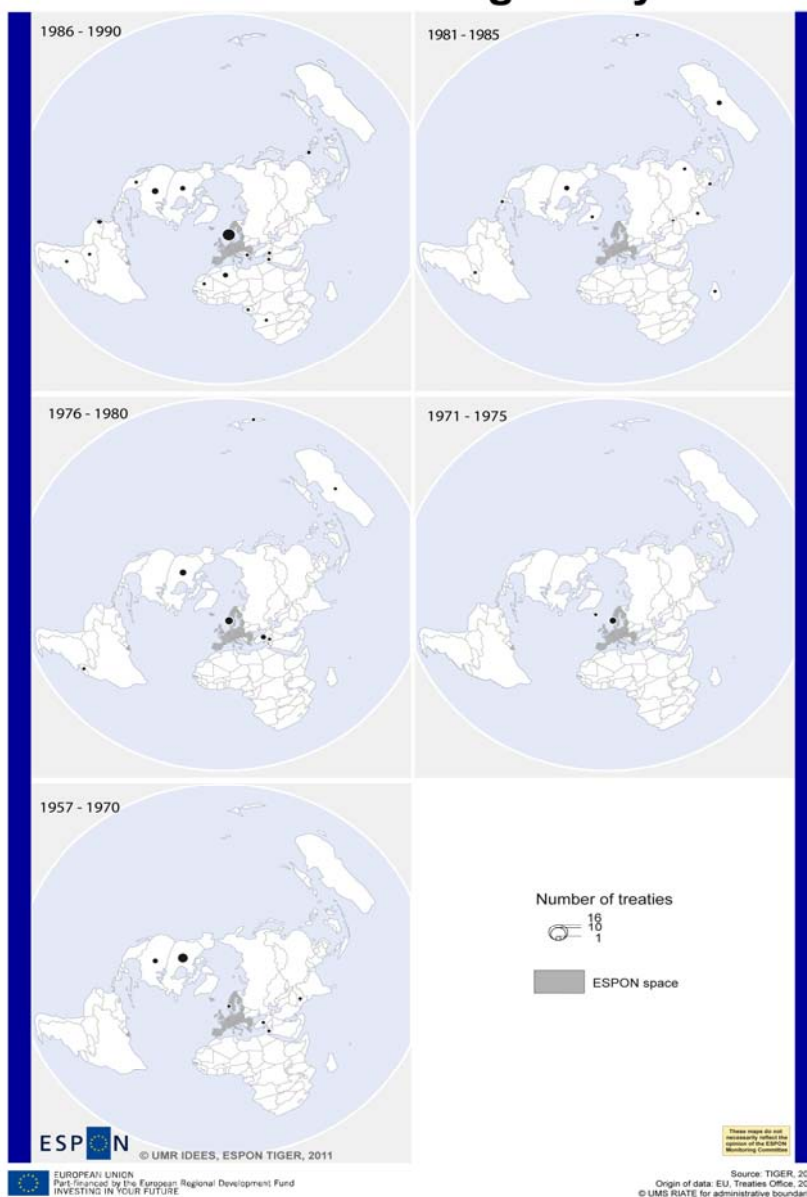 1986 - 1990
1981 - 1985
1976 - 1980
1971 - 1975
1957 - 1970
Number of treaties
16
10
1
ESPON space
ESPON
© UMR IDEES, ESPON TIGER, 2011
These maps do not
necessarily reflect the
opinion of the ESPON
Monitoring Committee
EUROPEAN UNION
Part-financed by the European Regional Development Fund
INVESTING IN YOUR FUTURE
Source: TIGER, 20
Origin of data: EU, Treaties Office, 20
© UMS RIATE for administrative boundar